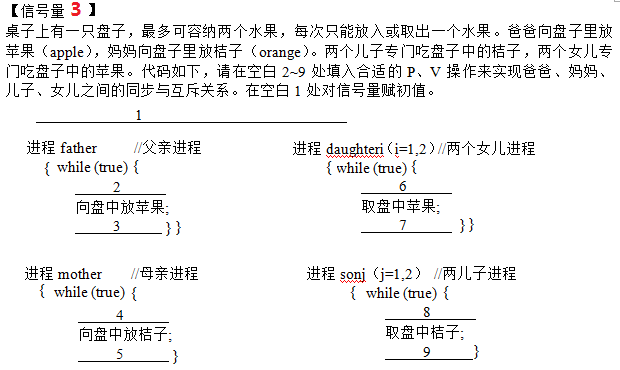 【信号量 3 】
桌子上有一只盘子，最多可容纳两个水果，每次只能放入或取出一个水果。爸爸向盘子里放
苹果（apple），妈妈向盘子里放桔子（orange）。两个儿子专门吃盘子中的桔子，两个女儿专
门吃盘子中的苹果。代码如下，请在空白 2~9 处填入合适的 P、V 操作来实现爸爸、妈妈、
儿子、女儿之间的同步与互斥关系。在空白 1 处对信号量赋初值。
1
进程 father //父亲进程
{ while (true) {
2
向盘中放苹果;
3 } }
进程 daughteri（i=1,2）//两个女儿进程
{ while (true) {
6
取盘中苹果;
7 } }
进程 mother //母亲进程
{ while (true) {
4
向盘中放桔子;
5 }
进程 sonj（j=1,2） //两儿子进程
{ while (true) {
8
取盘中桔子;
9 }